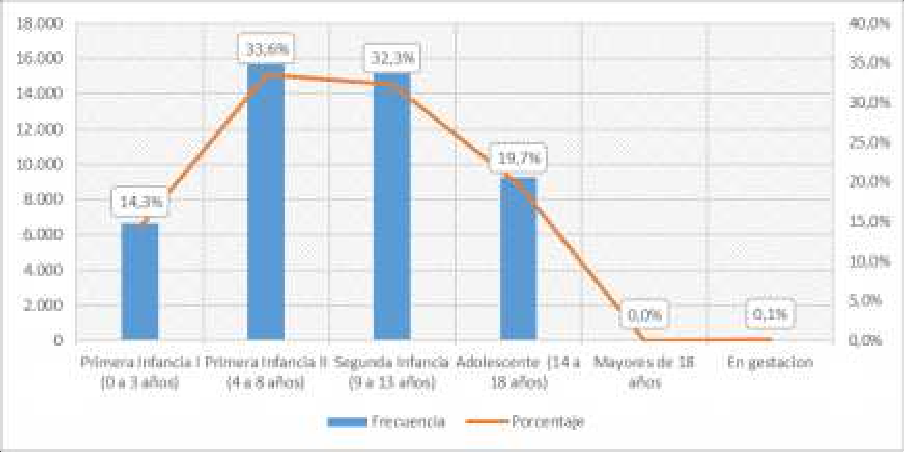 18.000
16.000
14.000
12.000
10.000
8.000
6.000
4.000
2.000
0
40,0%
35,0%
30,0%
25,0%
20,0%
15,0%
10,0%
5,0%
0,0%
14,3%
33,6%
32,3%
19,7%
0,0%
0,1%
Primera Infancia I
(0 a 3 años)
Primera Infancia II
(4 a 8 años)
Segunda Infancia
(9 a 13 años)
Adolescente (14 a
18 años)
Mayores de 18
años
En gestacion
Frecuencia
Porcentaje